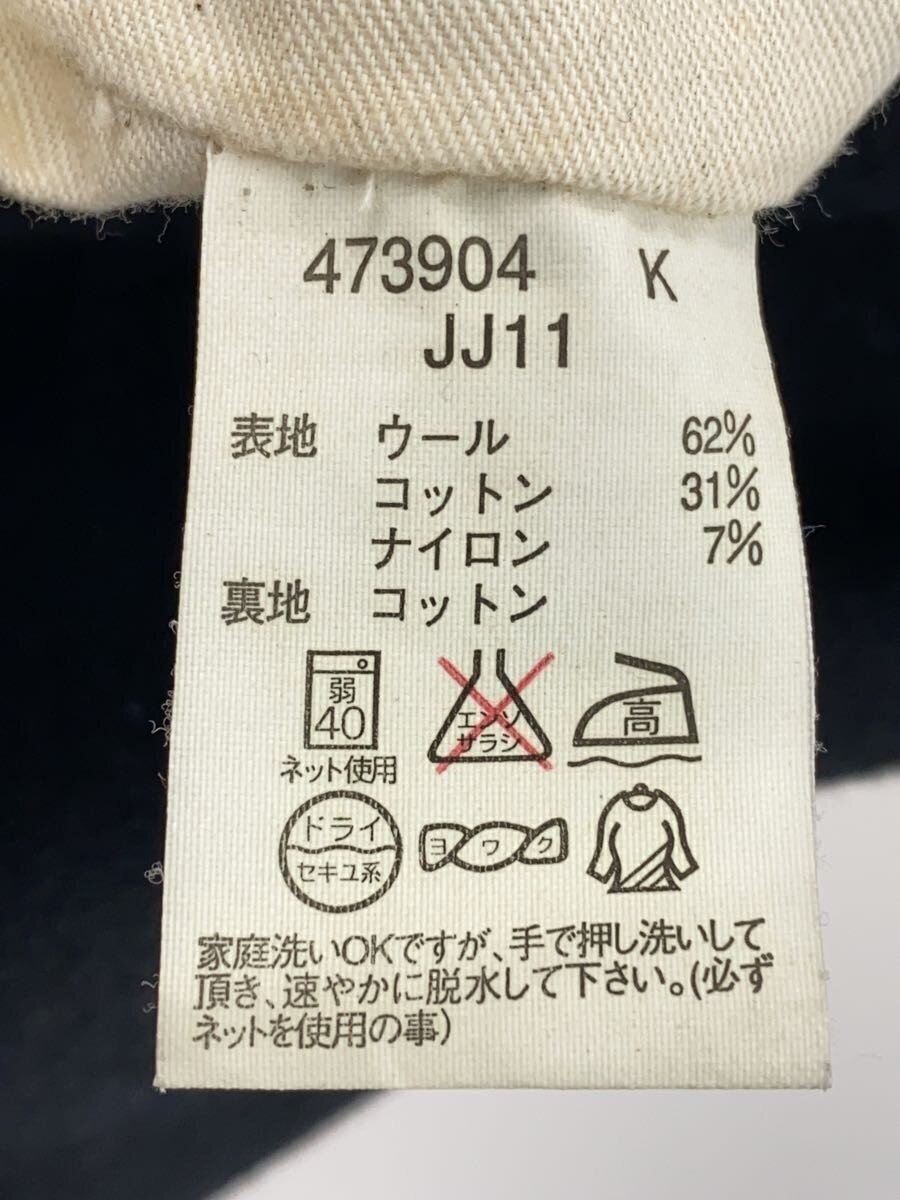 473904 K
JJ11
表地 ウール 62%
コットン 31%
ナイロン 7%
裏地 コットン
弱
40
ネット使用
エンソ
サラシ
高
ドライ
セキユ系
ヨワク
家庭洗いOKですが、手で押し洗いして
頂き、速やかに脱水して下さい。(必ず
ネットを使用の事)